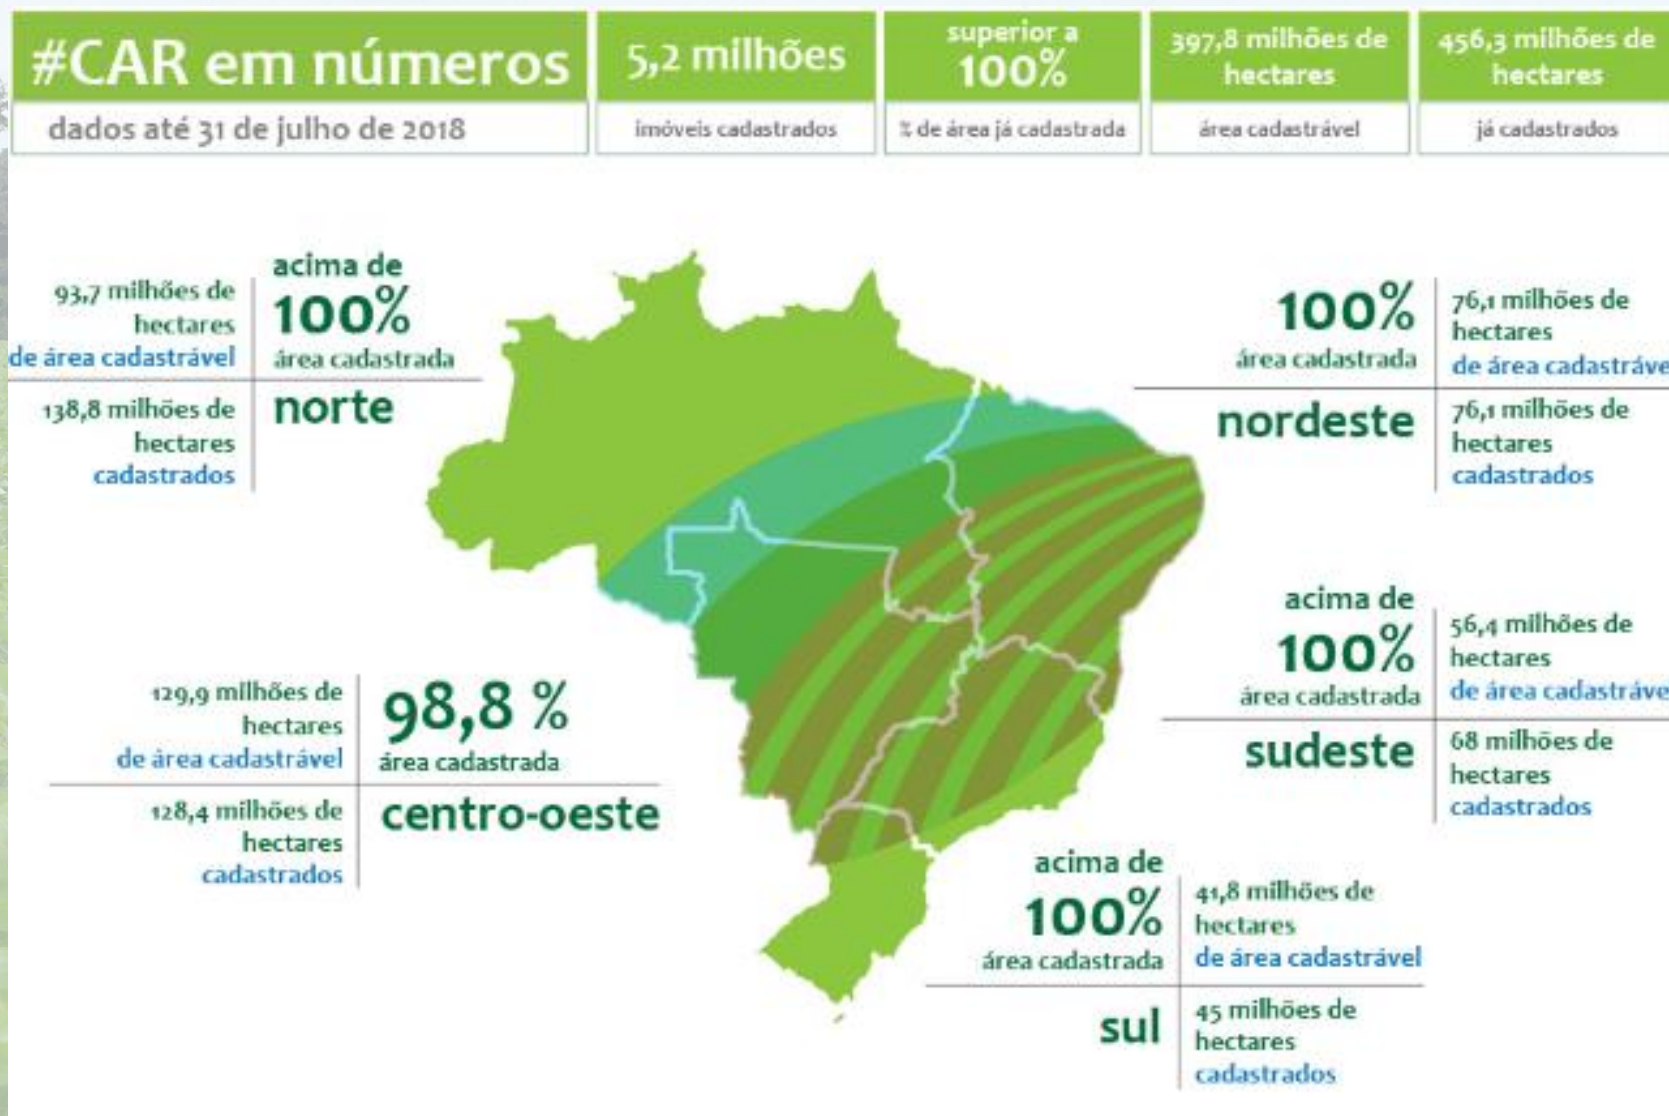 #CAR em números
dados até 31 de julho de 2018
5,2 milhões
imóveis cadastrados
superior a
100%
% de área já cadastrada
397,8 milhões de
hectares
área cadastrável
456,3 milhões de
hectares
já cadastrados
93,7 milhões de
hectares
de área cadastrável
138,8 milhões de
hectares
cadastrados
acima de
100%
área cadastrada
norte
100%
área cadastrada
nordeste
76,1 milhões de
hectares
de área cadastráve
76,1 milhões de
hectares
cadastrados
129,9 milhões de
hectares
de área cadastrável
128,4 milhões de
hectares
cadastrados
98,8 %
área cadastrada
centro-oeste
acima de
100%
área cadastrada
sudeste
56,4 milhões de
hectares
de área cadastráve
68 milhões de
hectares
cadastrados
acima de
100%
área cadastrada
sul
41,8 milhões de
hectares
de área cadastrável
45 milhões de
hectares
cadastrados